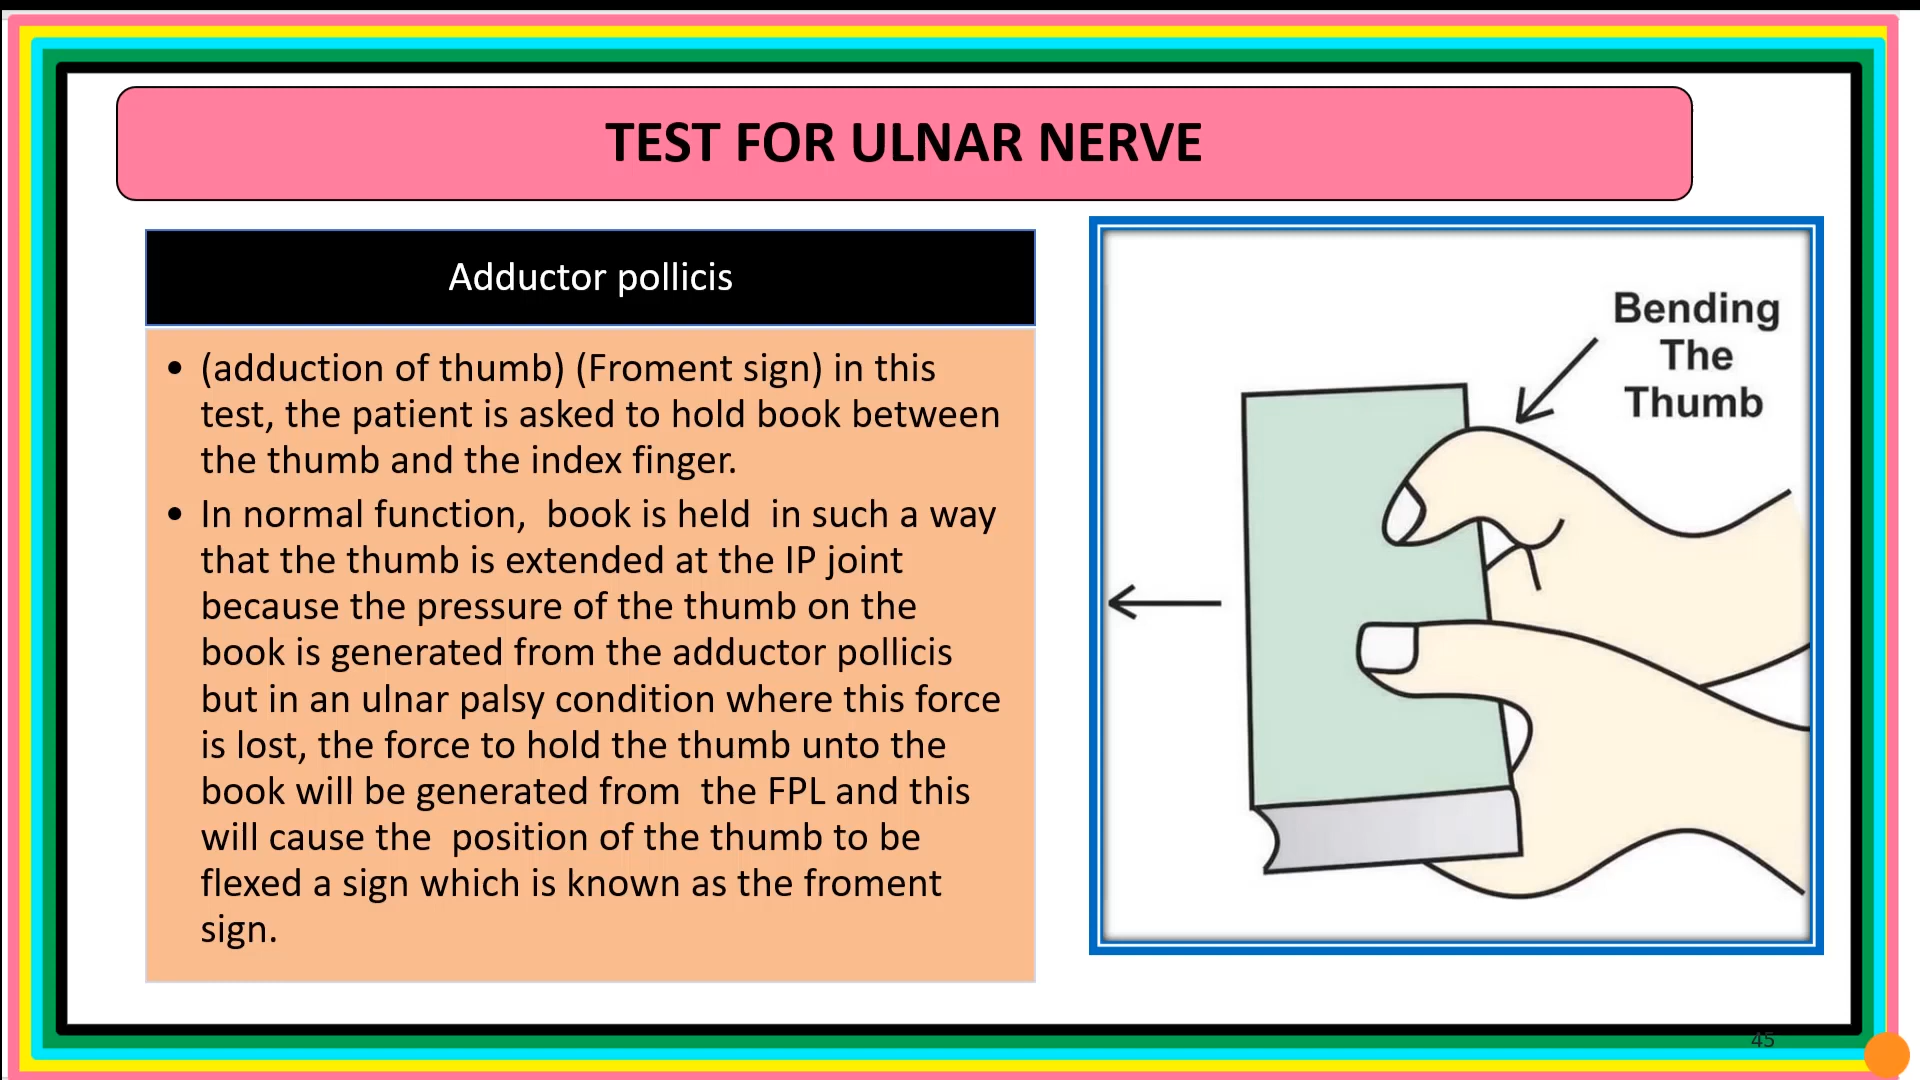 TEST FOR ULNAR NERVE
Adductor pollicis
• (adduction of thumb) (Froment sign) in this
test, the patient is asked to hold book between
the thumb and the index finger.
• In normal function,  book is held  in such a way
that the thumb is extended at the IP joint
because the pressure of the thumb on the
book is generated from the adductor pollicis
but in an ulnar palsy condition where this force
is lost, the force to hold the thumb unto the
book will be generated from  the FPL and this
will cause the  position of the thumb to be
flexed a sign which is known as the froment
sign.
Bending
The
Thumb
45